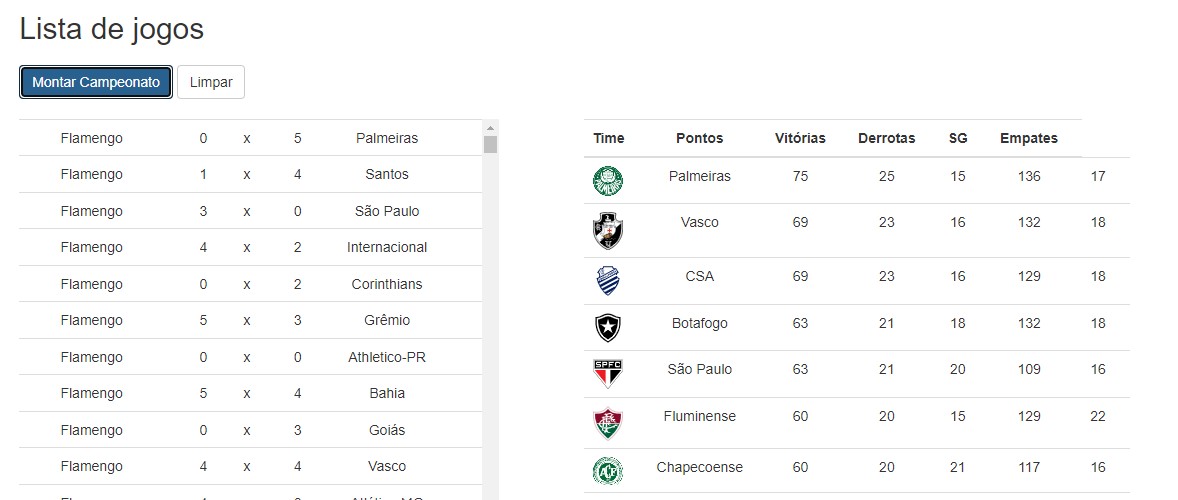 Lista de jogos
Montar Campeonato Limpar
Flamengo 0 x 5 Palmeiras
Flamengo 1 x 4 Santos
Flamengo 3 x 0 São Paulo
Flamengo 4 x 2 Internacional
Flamengo 0 x 2 Corinthians
Flamengo 5 x 3 Grêmio
Flamengo 0 x 0 Athletico-PR
Flamengo 5 x 4 Bahia
Flamengo 0 x 3 Goiás
Flamengo 4 x 4 Vasco
Time Pontos Vitórias Derrotas SG Empates
Palmeiras 75 25 15 136 17
Vasco 69 23 16 132 18
CSA 69 23 16 129 18
Botafogo 63 21 18 132 18
SPFC
São Paulo 63 21 20 109 16
Fluminense 60 20 15 129 22
Chapecoense 60 20 21 117 16